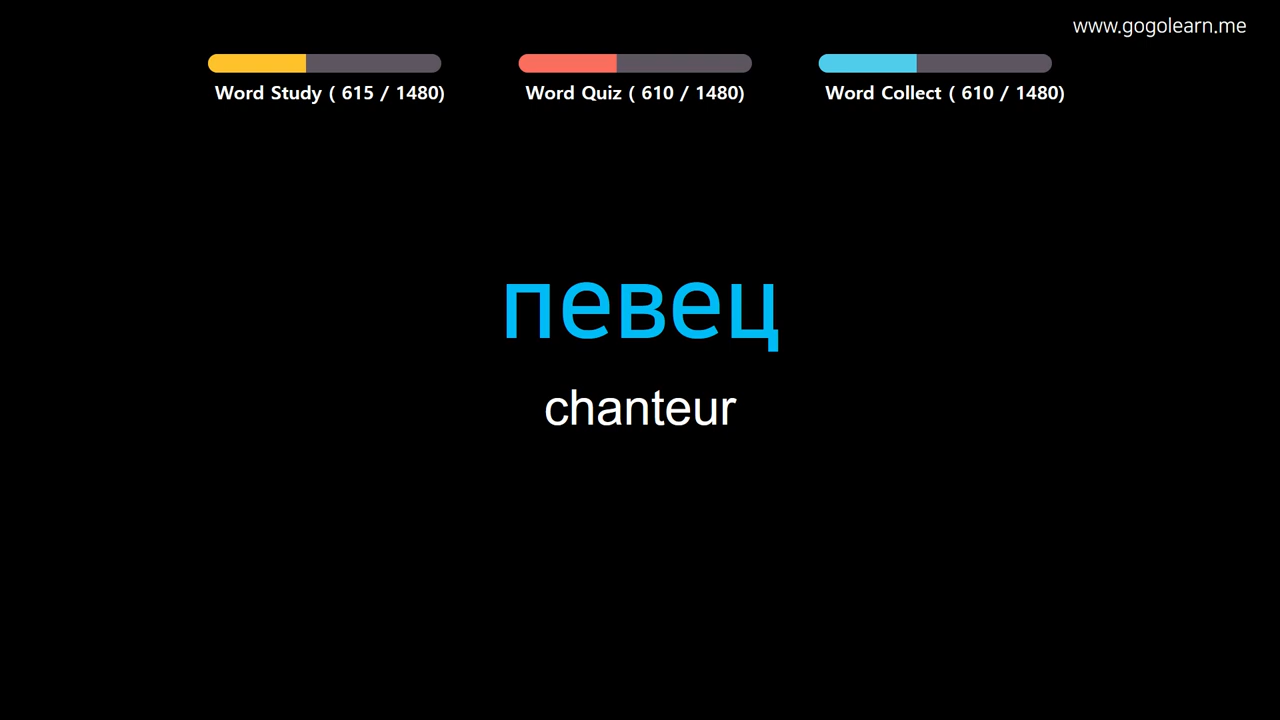 www.gogolearn.me
Word Study ( 615 / 1480)
Word Quiz ( 610 / 1480)
Word Collect ( 610 / 1480)
певец
chanteur